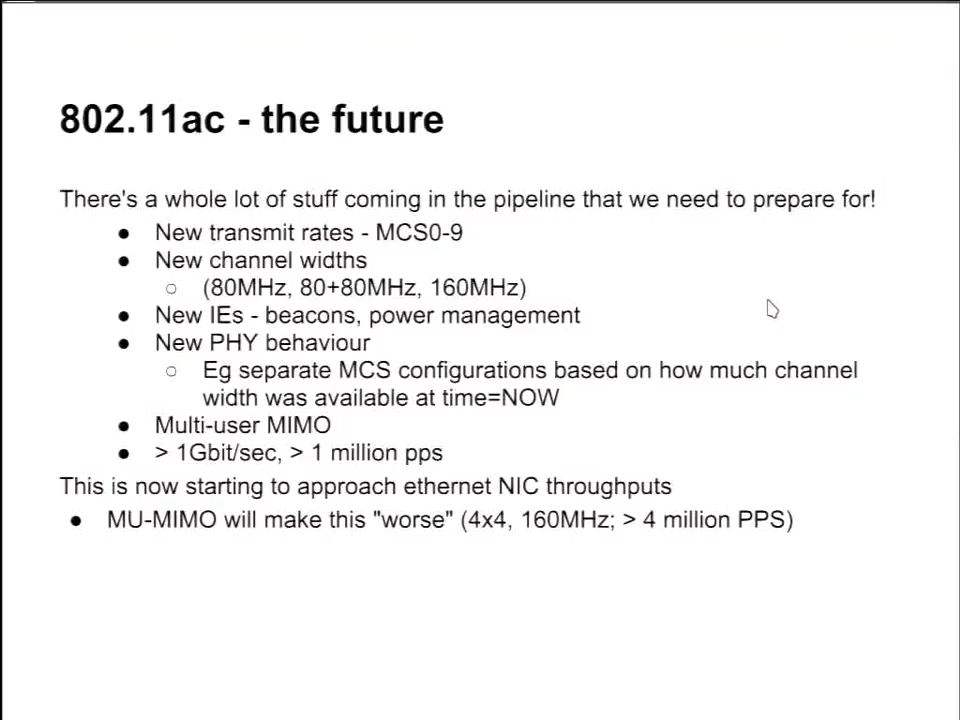 802.11ac - the future
There's a whole lot of stuff coming in the pipeline that we need to prepare for!
● New transmit rates - MCS0-9
● New channel widths
○ (80MHz, 80+80MHz, 160MHz)
● New IEs - beacons, power management
● New PHY behaviour
○ Eg separate MCS configurations based on how much channel
width was available at time=NOW
● Multi-user MIMO
● > 1Gbit/sec, > 1 million pps
This is now starting to approach ethernet NIC throughputs
● MU-MIMO will make this "worse" (4x4, 160MHz; > 4 million PPS)